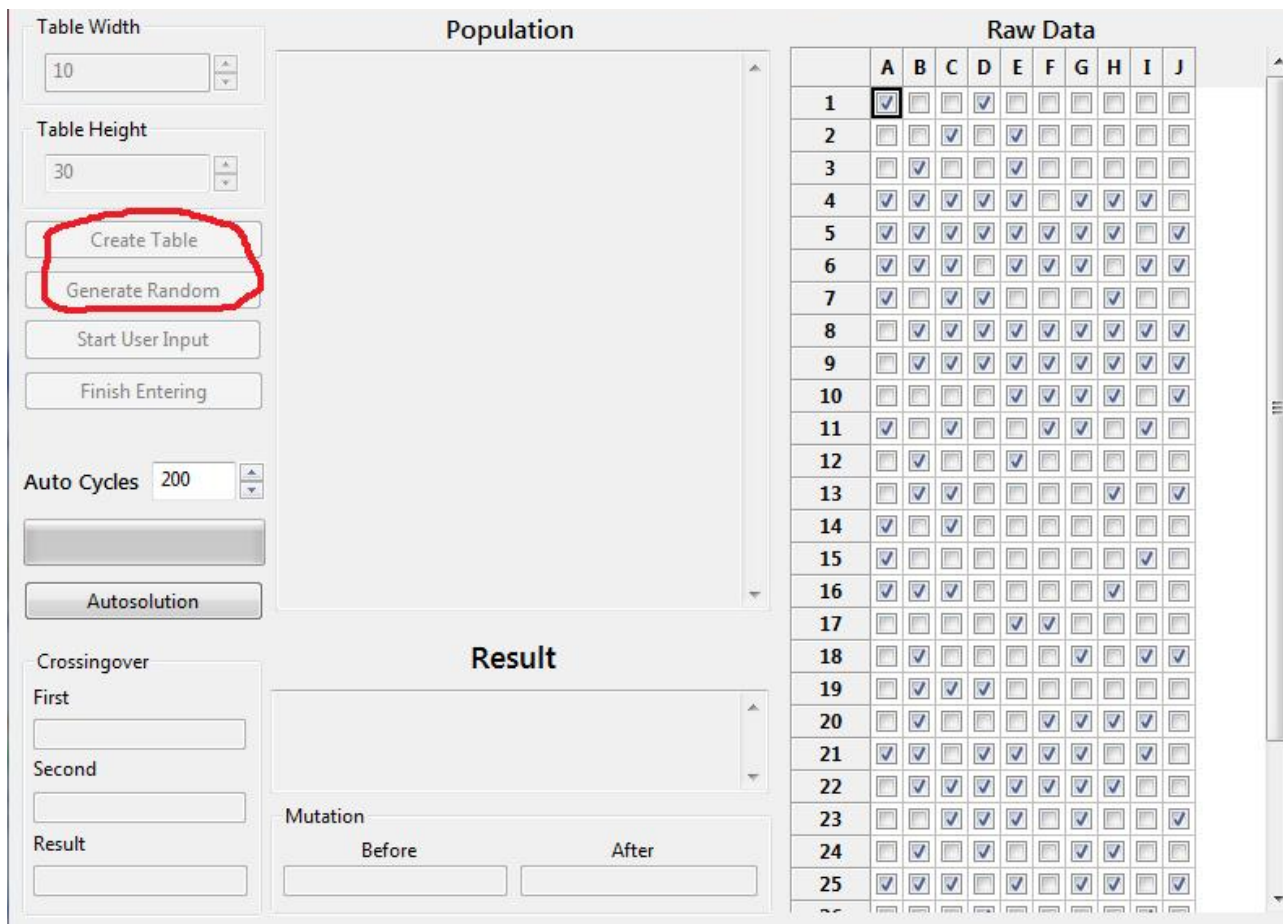 Table Width
10
Table Height
30
Create Table
Generate Random
Start User Input
Finish Entering
Auto Cycles 200
Autosolution
Crossingover
First
Second
Result
Population
Result
Mutation
Before After
Raw Data
A B C D E F G H I J
1
2
3
4
5
6
7
8
9
10
11
12
13
14
15
16
17
18
19
20
21
22
23
24
25